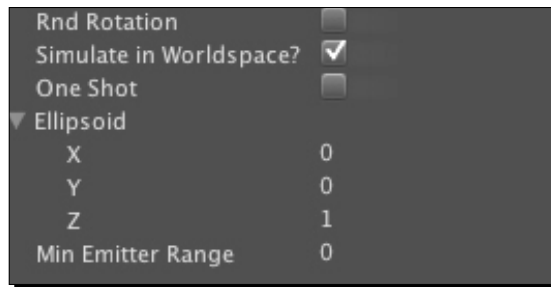 Rnd Rotation
Simulate in Worldspace?
One Shot
Ellipsoid
X 0
Y 0
Z 1
Min Emitter Range 0